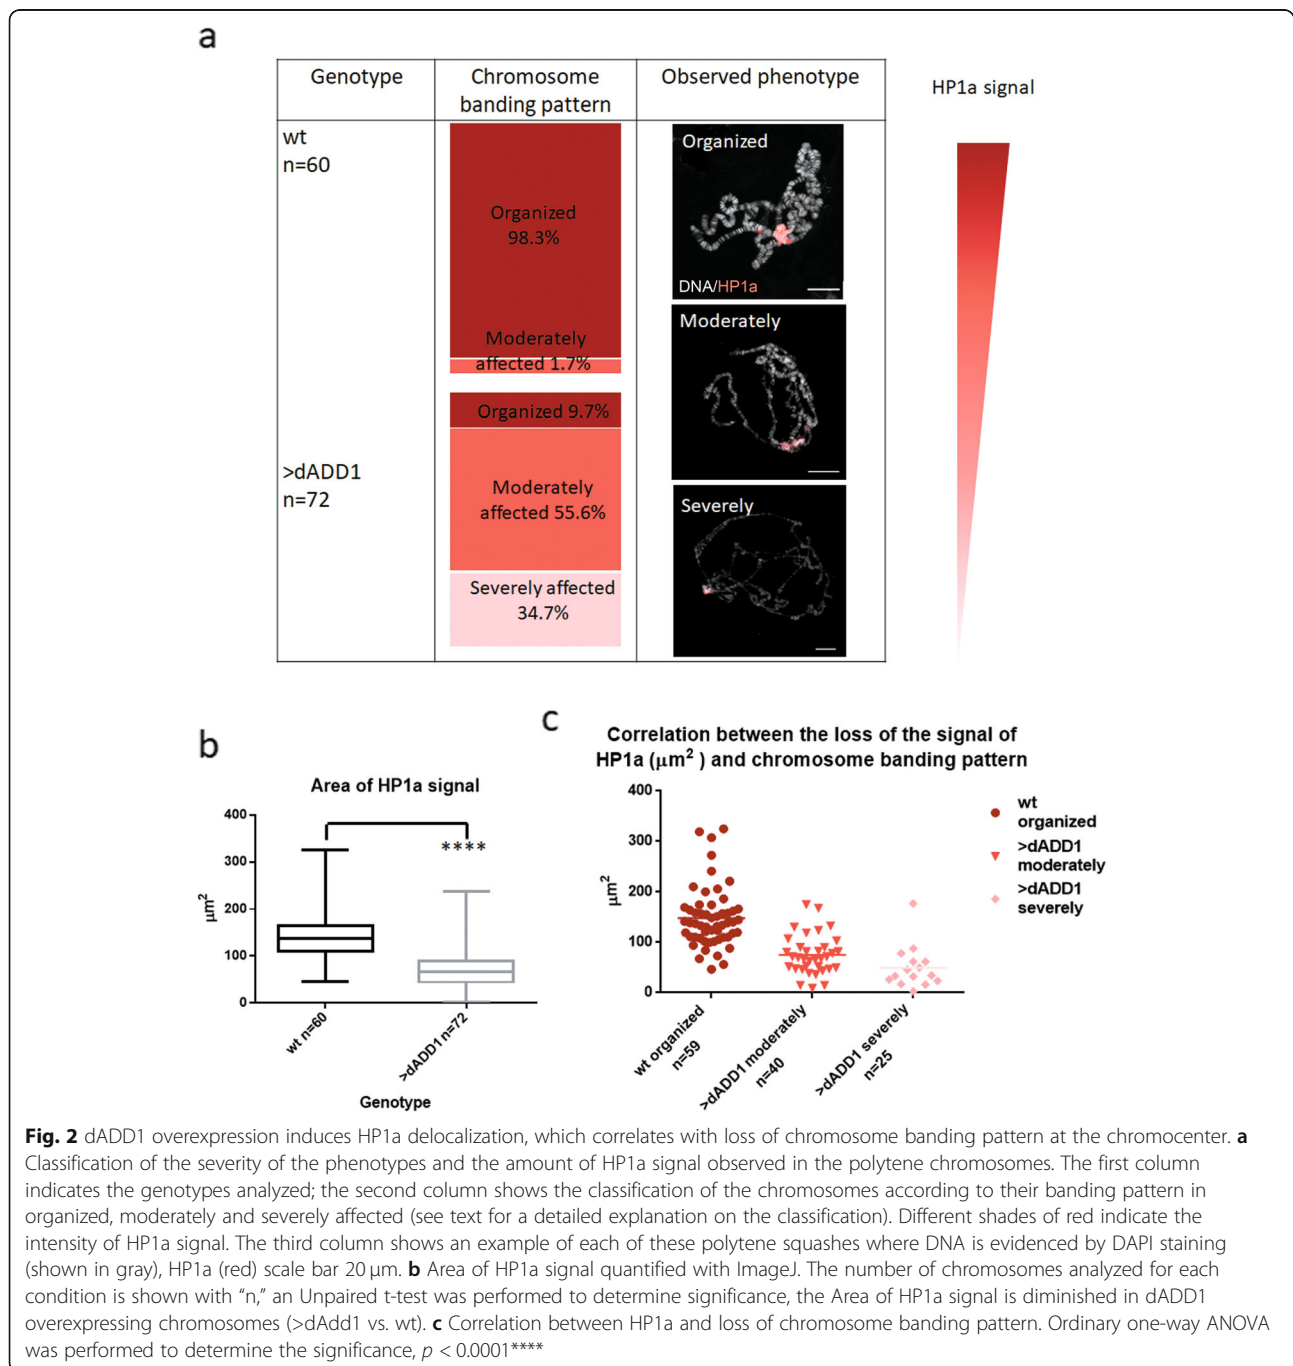 a
Genotype
Chromosome
banding pattern
Observed phenotype
HP1a signal
wt
n=60
Organized
98.3%
Moderately
affected 1.7%
Organized
DNA/HP1a
>dADD1
n=72
Organized 9.7%
Moderately
affected 55.6%
Severely affected
34.7%
Moderately
Severely
b
Area of HP1a signal
400
300
200
100
0
μm2
****
wt n=60
>dADD1 n=72
Genotype
c
Correlation between the loss of the signal of
HP1a (μm2 ) and chromosome banding pattern
400
300
200
100
0
μm2
wt organized
n=59
>dADD1 moderately
n=40
>dADD1 severely
n=25
wt
organized
>dADD1
moderately
>dADD1
severely
Fig. 2 dADD1 overexpression induces HP1a delocalization, which correlates with loss of chromosome banding pattern at the chromocenter. a
Classification of the severity of the phenotypes and the amount of HP1a signal observed in the polytene chromosomes. The first column
indicates the genotypes analyzed; the second column shows the classification of the chromosomes according to their banding pattern in
organized, moderately and severely affected (see text for a detailed explanation on the classification). Different shades of red indicate the
intensity of HP1a signal. The third column shows an example of each of these polytene squashes where DNA is evidenced by DAPI staining
(shown in gray), HP1a (red) scale bar 20 μm. b Area of HP1a signal quantified with ImageJ. The number of chromosomes analyzed for each
condition is shown with “n,” an Unpaired t-test was performed to determine significance, the Area of HP1a signal is diminished in dADD1
overexpressing chromosomes (>dAdd1 vs. wt). c Correlation between HP1a and loss of chromosome banding pattern. Ordinary one-way ANOVA
was performed to determine the significance, p < 0.0001****